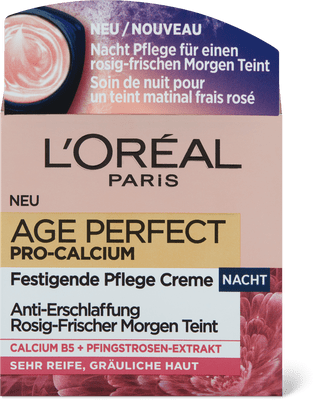 NEU / NOUVEAU
Nacht Pflege für einen
rosig-frischen Morgen Teint
Soin de nuit pour
un teint matinal frais rosé
L'ORÉAL
PARIS
NEU
AGE PERFECT
PRO-CALCIUM
Festigende Pflege Creme NACHT
Anti-Erschlaffung
Rosig-Frischer Morgen Teint
CALCIUM B5 + PFINGSTROSEN-EXTRAKT
SEHR REIFE, GRÄULICHE HAUT